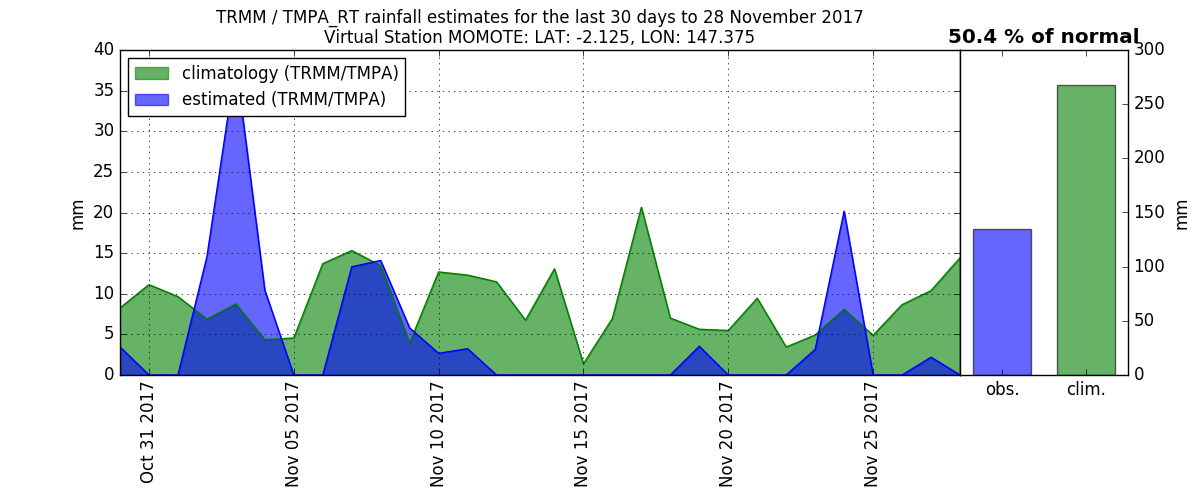 TRMM / TMPA_RT rainfall estimates for the last 30 days to 28 November 2017
Virtual Station MOMOTE: LAT: -2.125, LON: 147.375
50.4 % of normal
climatology (TRMM/TMPA)
estimated (TRMM/TMPA)
40
35
30
25
20
15
10
5
0
mm
Oct 31 2017
Nov 05 2017
Nov 10 2017
Nov 15 2017
Nov 20 2017
Nov 25 2017
obs.
clim.
300
250
200
150
100
50
0
mm